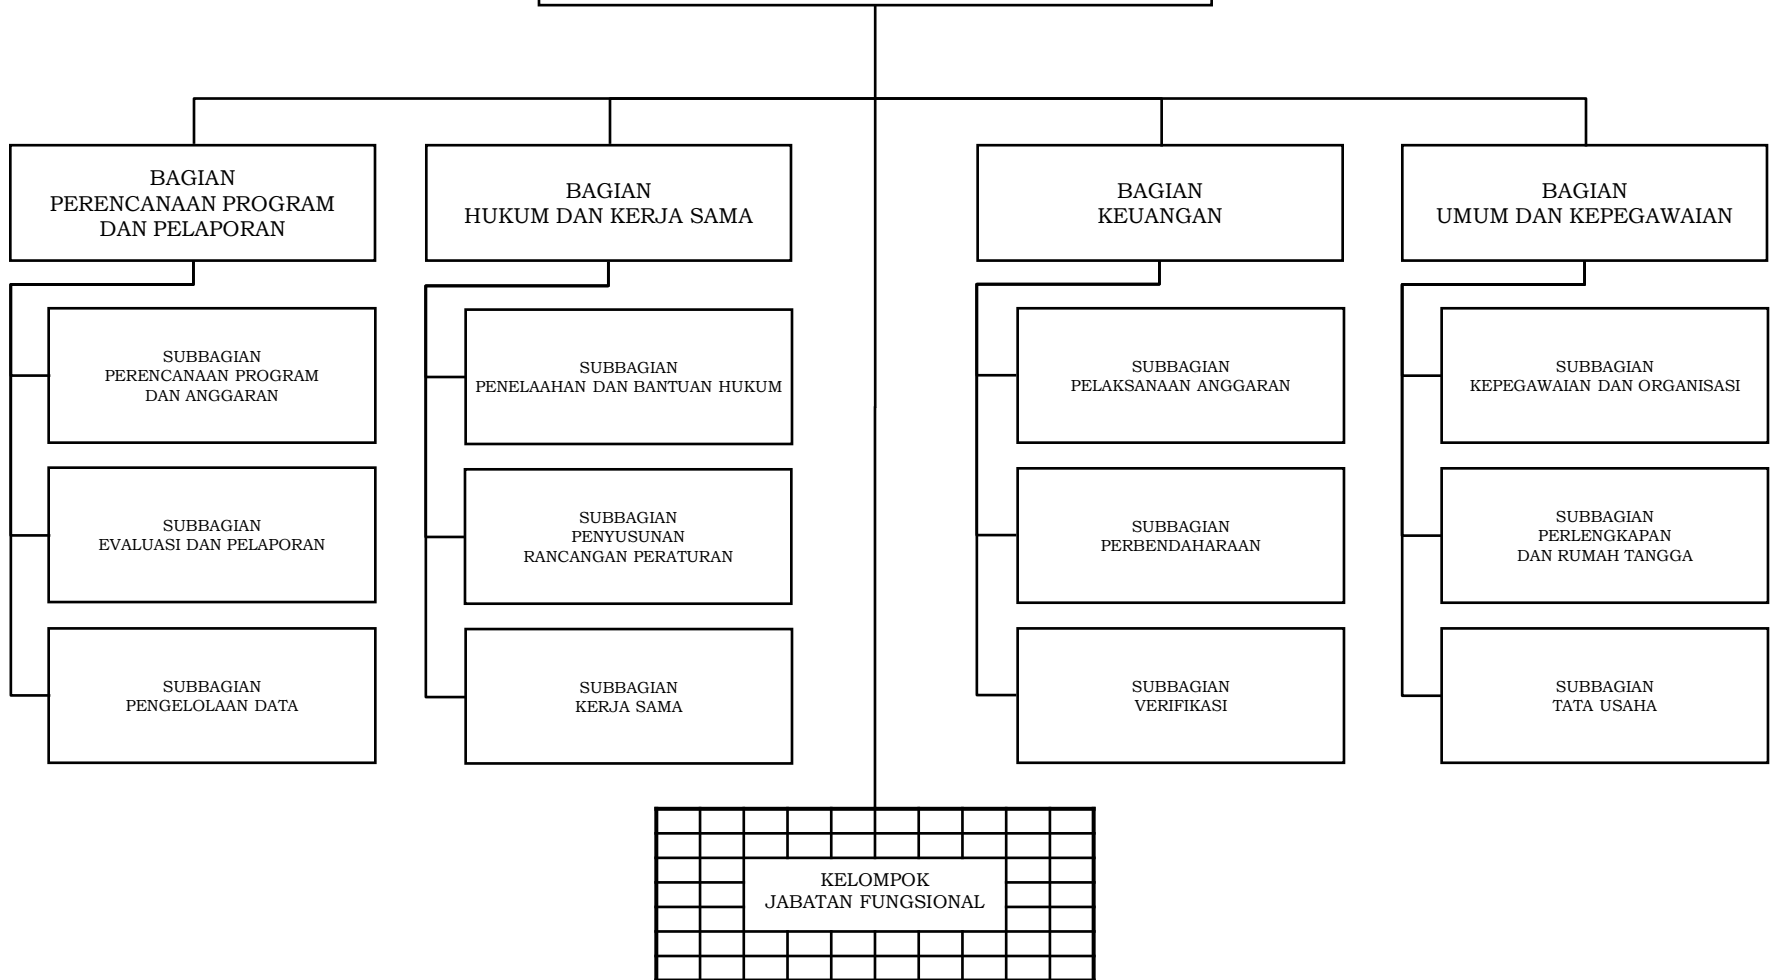 BAGIAN
PERENCANAAN PROGRAM
DAN PELAPORAN
BAGIAN
HUKUM DAN KERJA SAMA
BAGIAN
KEUANGAN
BAGIAN
UMUM DAN KEPEGAWAIAN
SUBBAGIAN
PERENCANAAN PROGRAM
DAN ANGGARAN
SUBBAGIAN
PENELAAHAN DAN BANTUAN HUKUM
SUBBAGIAN
PELAKSANAAN ANGGARAN
SUBBAGIAN
KEPEGAWAIAN DAN ORGANISASI
SUBBAGIAN
EVALUASI DAN PELAPORAN
SUBBAGIAN
PENYUSUNAN
RANCANGAN PERATURAN
SUBBAGIAN
PERBENDAHARAAN
SUBBAGIAN
PERLENGKAPAN
DAN RUMAH TANGGA
SUBBAGIAN
PENGELOLAAN DATA
SUBBAGIAN
KERJA SAMA
SUBBAGIAN
VERIFIKASI
SUBBAGIAN
TATA USAHA
KELOMPOK
JABATAN FUNGSIONAL